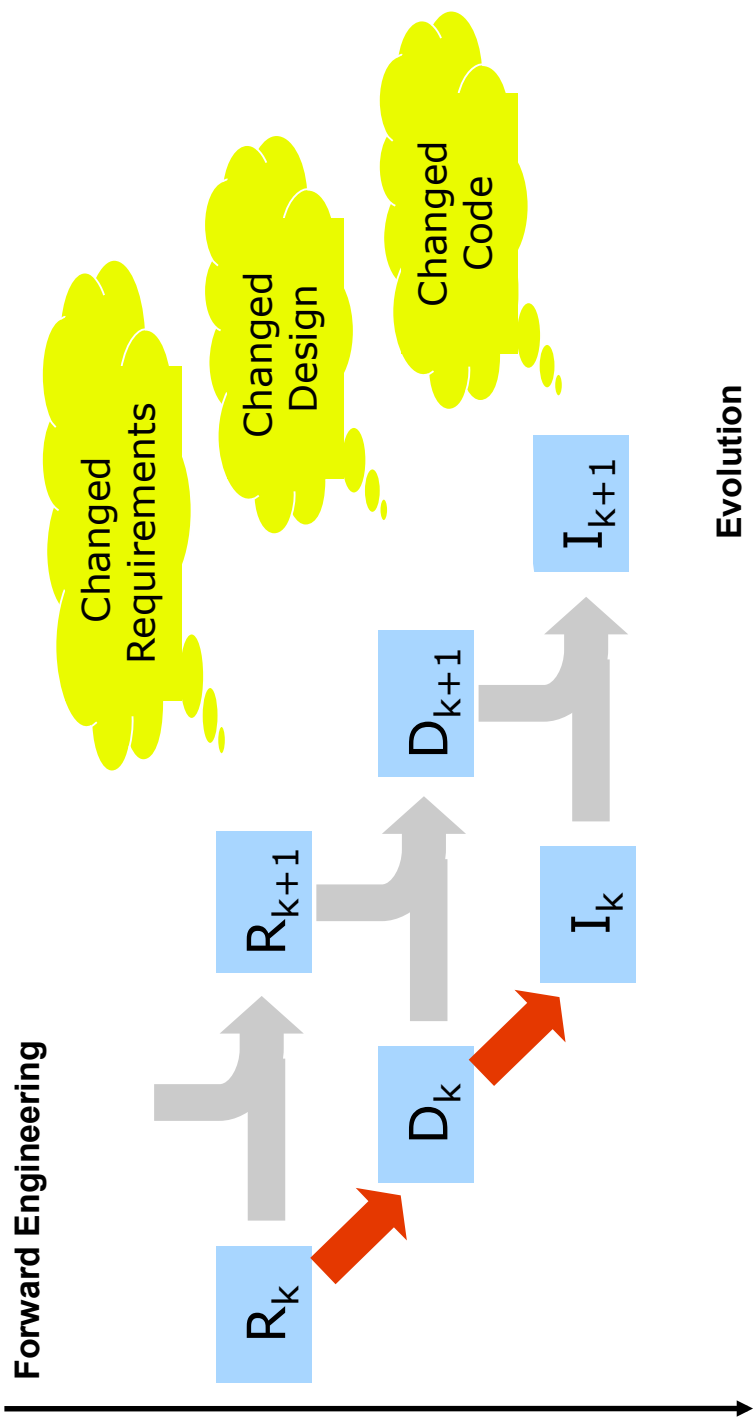 Forward Engineering
Changed
Requirements
Changed
Design
Changed
Code
R_k
R_k+1
D_k
D_k+1
I_k
I_k+1
Evolution